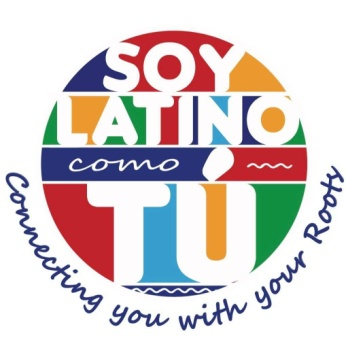 SOY
LATINO
como
TÚ
Connecting you with your Roots